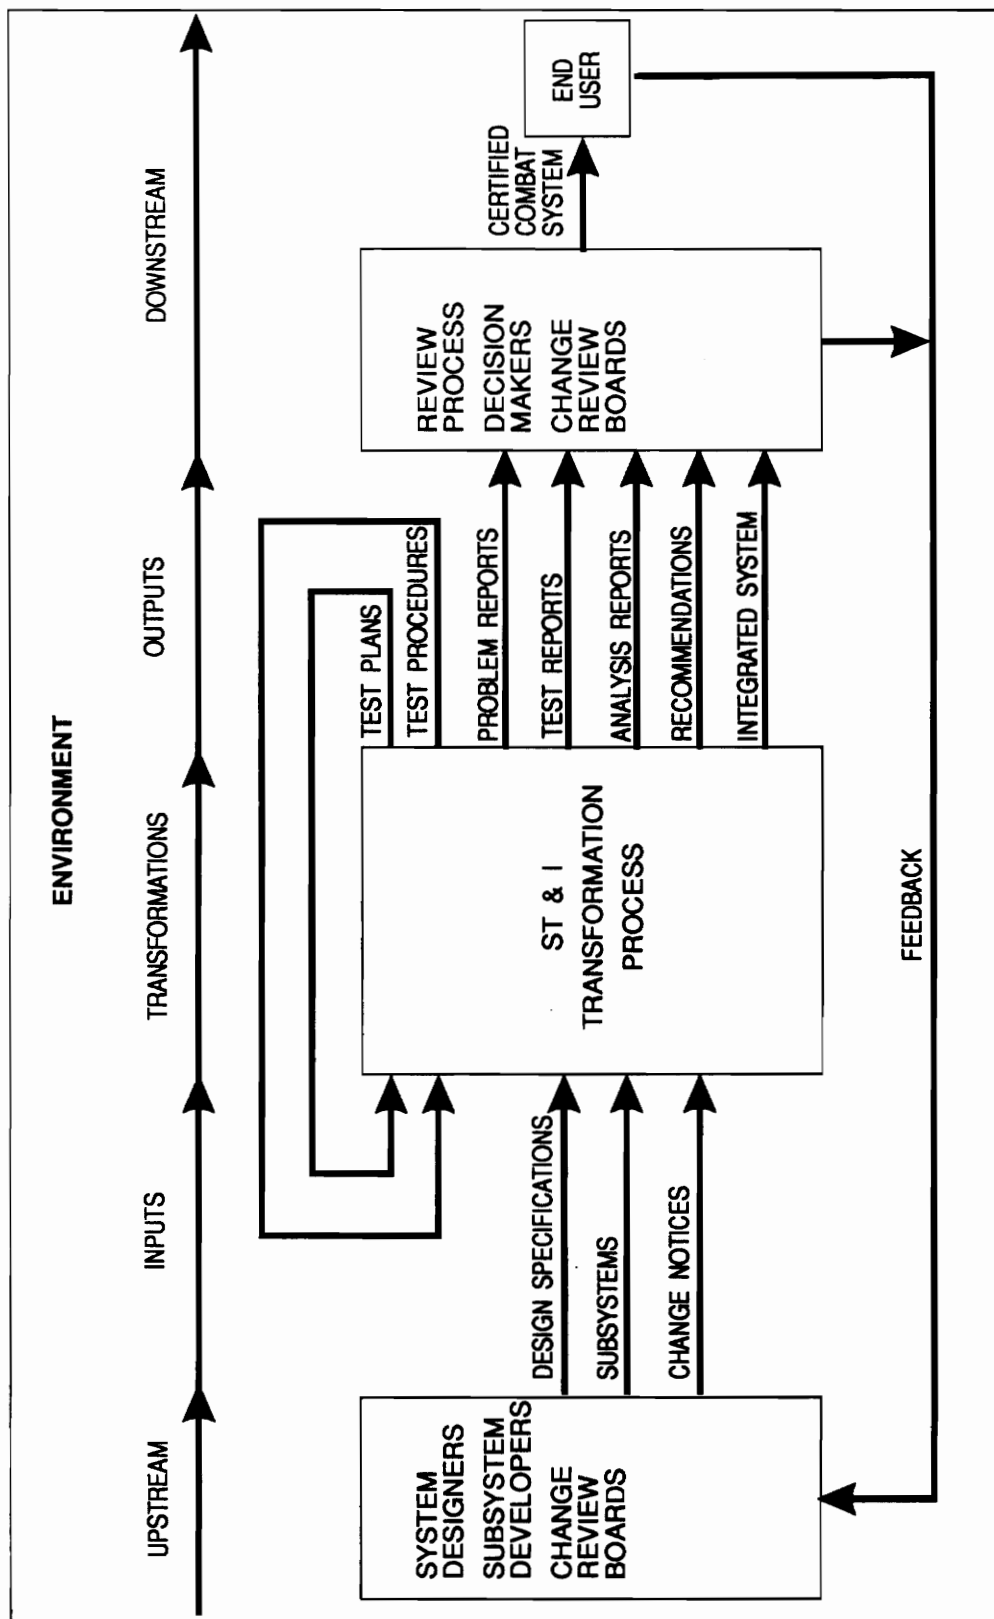 ENVIRONMENT
UPSTREAM
INPUTS
TRANSFORMATIONS
OUTPUTS
DOWNSTREAM
TEST PLANS
TEST PROCEDURES
SYSTEM
DESIGNERS
SUBSYSTEM
DEVELOPERS
CHANGE
REVIEW
BOARDS
DESIGN SPECIFICATIONS
SUBSYSTEMS
CHANGE NOTICES
ST & I
TRANSFORMATION
PROCESS
PROBLEM REPORTS
TEST REPORTS
ANALYSIS REPORTS
RECOMMENDATIONS
INTEGRATED SYSTEM
REVIEW
PROCESS
DECISION
MAKERS
CHANGE
REVIEW
BOARDS
CERTIFIED
COMBAT
SYSTEM
END
USER
FEEDBACK